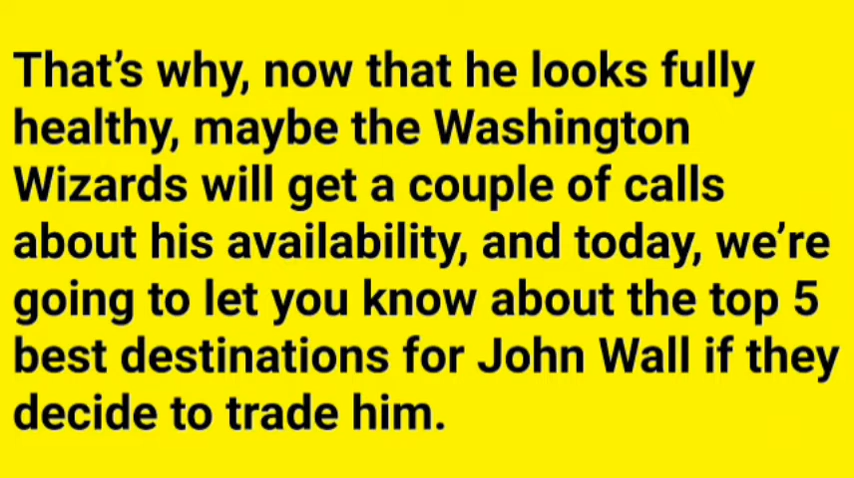 That’s why, now that he looks fully
healthy, maybe the Washington
Wizards will get a couple of calls
about his availability, and today, we’re
going to let you know about the top 5
best destinations for John Wall if they
decide to trade him.